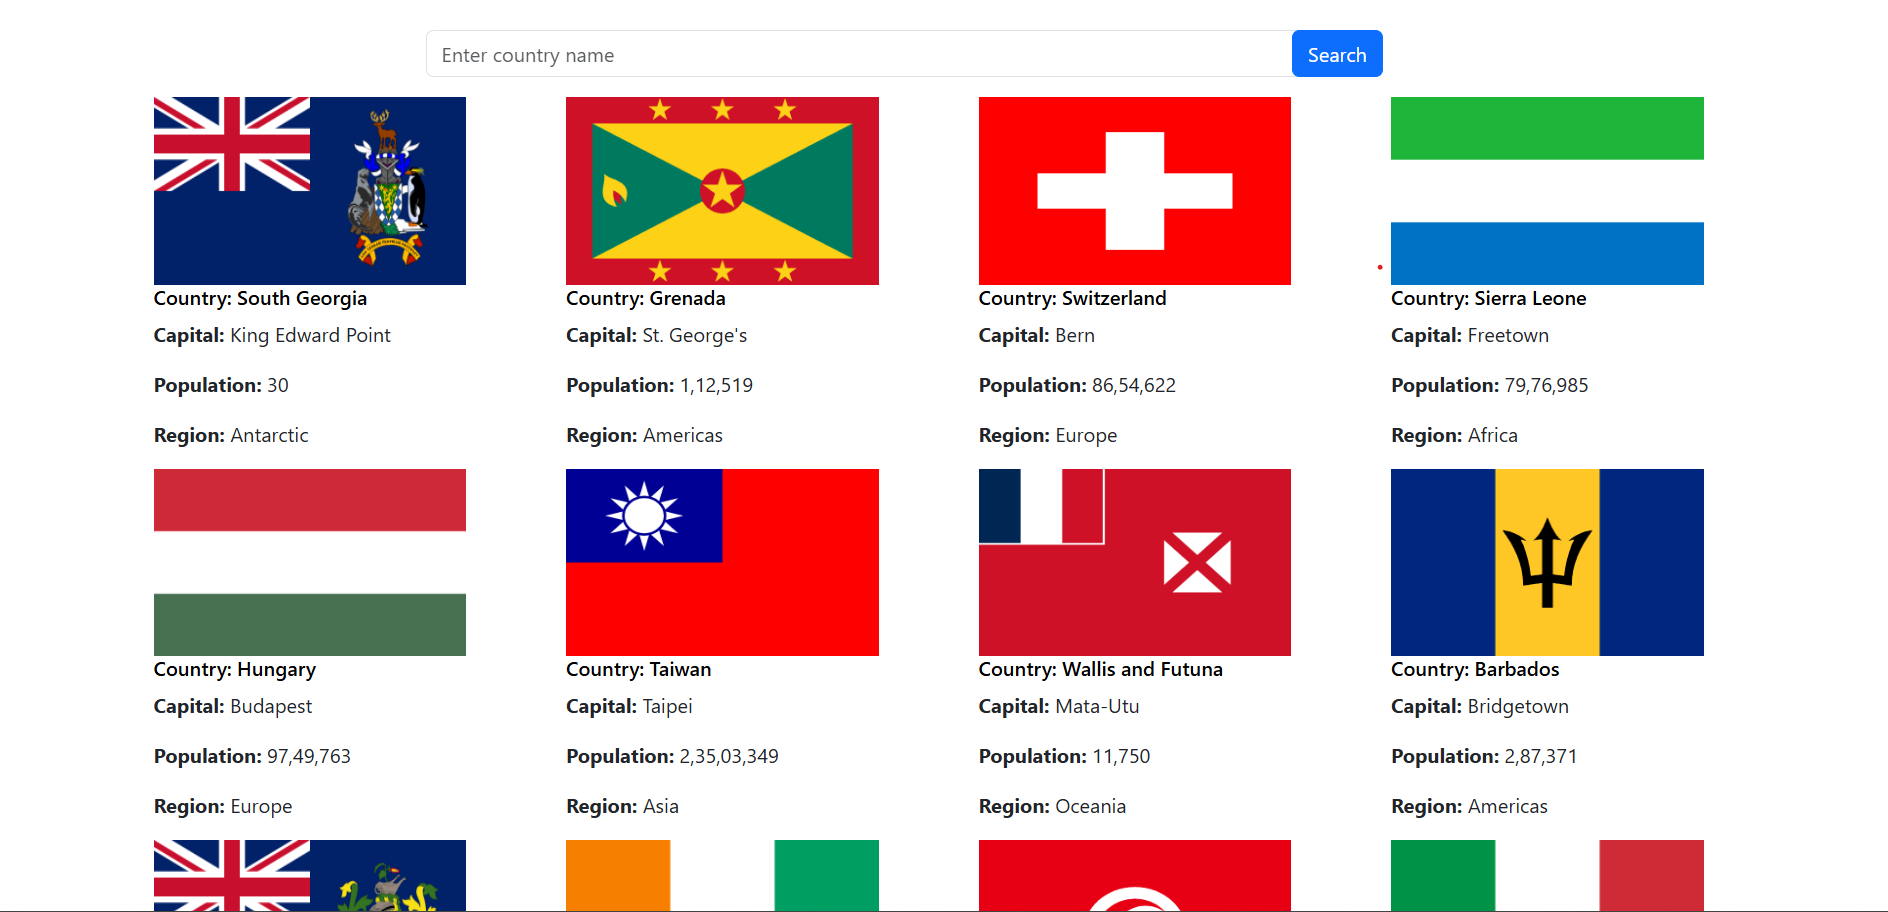 Enter country name
Search
Country: South Georgia
Capital: King Edward Point
Population: 30
Region: Antarctic
Country: Grenada
Capital: St. George's
Population: 1,12,519
Region: Americas
Country: Switzerland
Capital: Bern
Population: 86,54,622
Region: Europe
Country: Sierra Leone
Capital: Freetown
Population: 79,76,985
Region: Africa
Country: Hungary
Capital: Budapest
Population: 97,49,763
Region: Europe
Country: Taiwan
Capital: Taipei
Population: 2,35,03,349
Region: Asia
Country: Wallis and Futuna
Capital: Mata-Utu
Population: 11,750
Region: Oceania
Country: Barbados
Capital: Bridgetown
Population: 2,87,371
Region: Americas